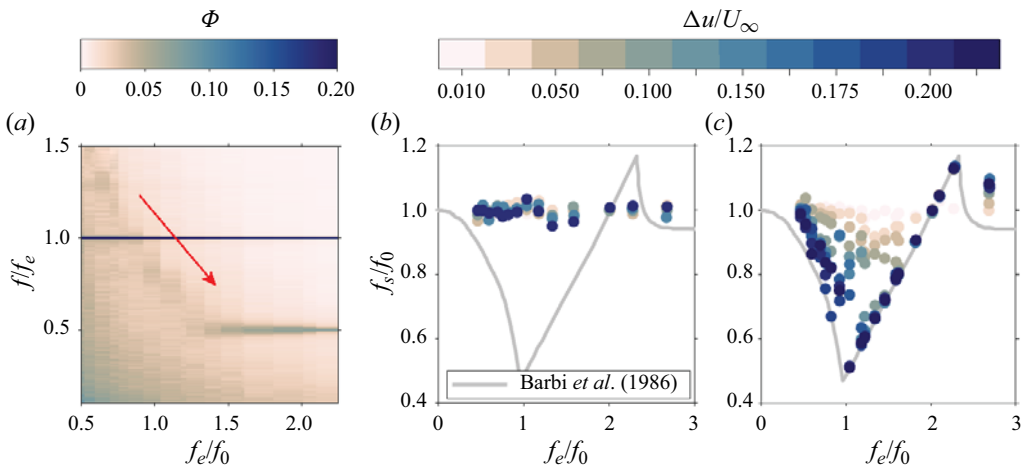 Φ
Δu/U∞
0 0.05 0.10 0.15 0.20
0.010 0.050 0.100 0.150 0.175 0.200
(a)
1.5
1.0
0.5
f/fe
0.5 1.0 1.5 2.0
fe/f0
(b)
1.2
1.0
0.8
0.6
0.4
fs/f0
Barbi et al. (1986)
0 1 2 3
fe/f0
(c)
1.2
1.0
0.8
0.6
0.4
0 1 2 3
fe/f0